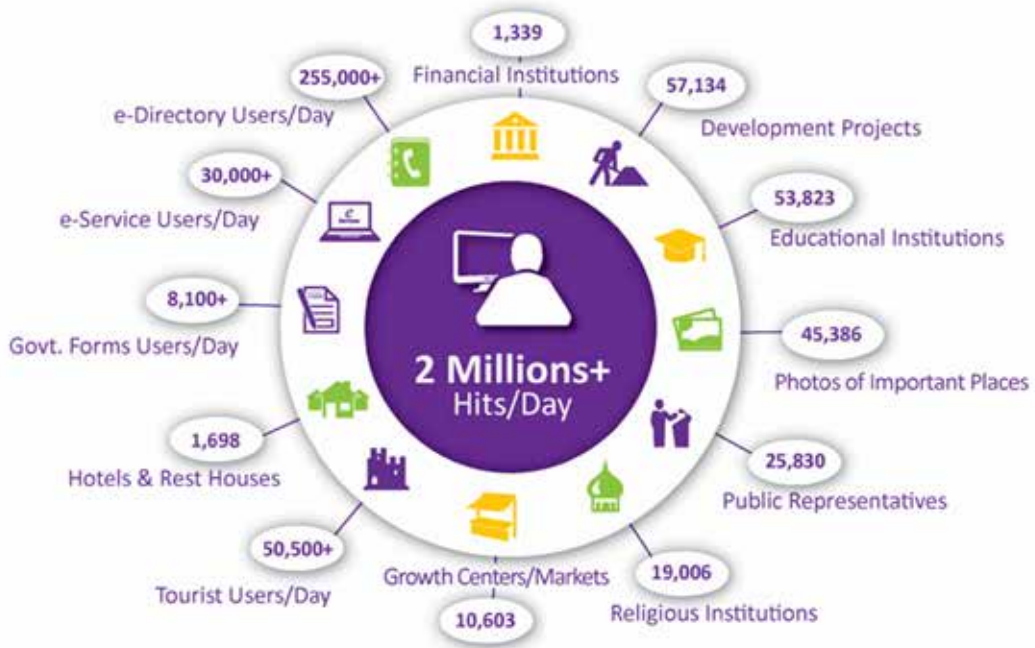 1,339
Financial Institutions
57,134
Development Projects
53,823
Educational Institutions
45,386
Photos of Important Places
25,830
Public Representatives
19,006
Religious Institutions
Growth Centers/Markets
10,603
50,500+
Tourist Users/Day
1,698
Hotels & Rest Houses
8,100+
Govt. Forms Users/Day
30,000+
e-Service Users/Day
255,000+
e-Directory Users/Day
2 Millions+
Hits/Day